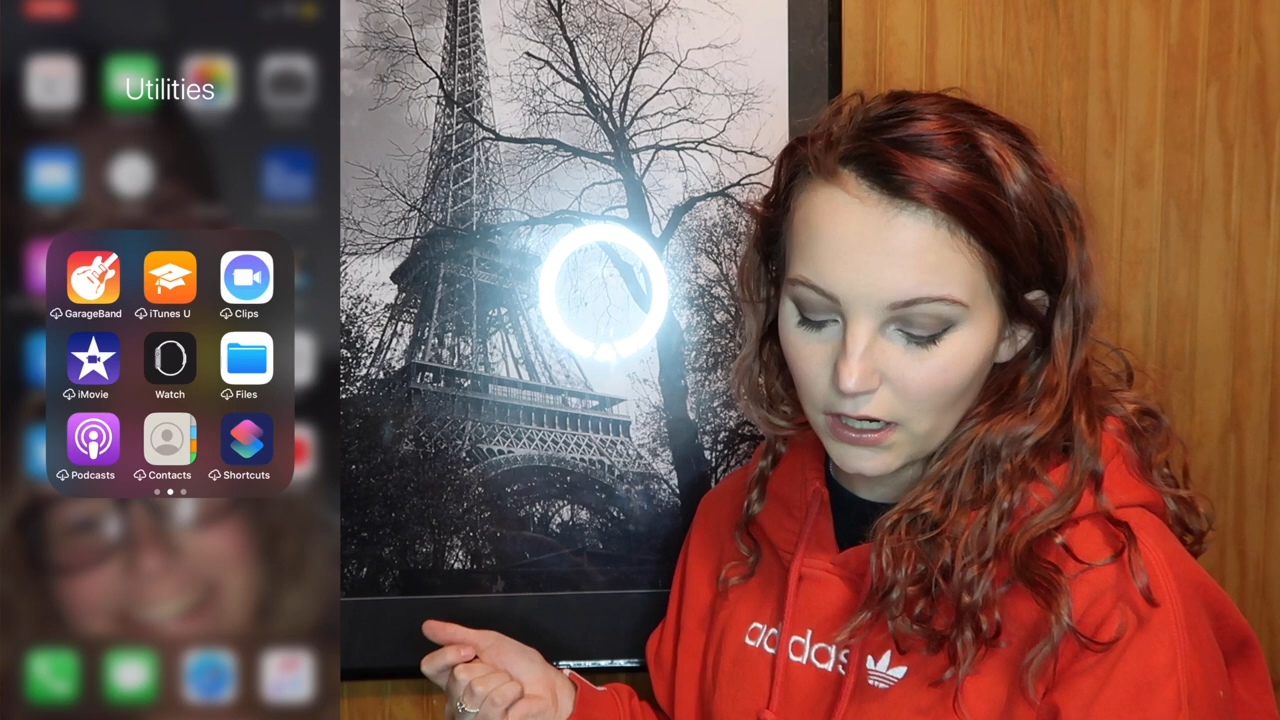 Utilities
GarageBand
iTunes U
Clips
iMovie
Watch
Files
Podcasts
Contacts
Shortcuts
adidas